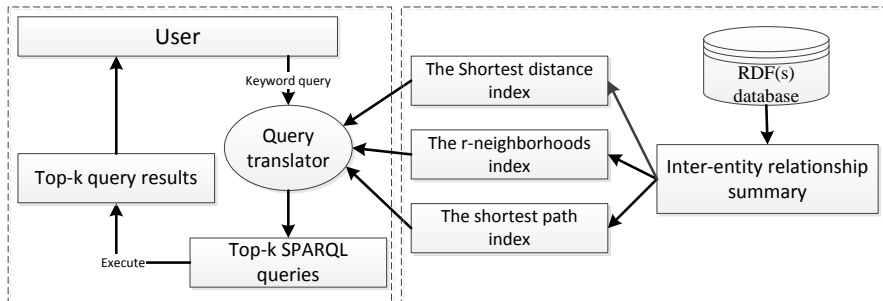 User
Keyword query
Query
translator
Top-k query results
Execute
Top-k SPARQL
queries
The Shortest distance
index
The r-neighborhoods
index
The shortest path
index
RDF(s)
database
Inter-entity relationship
summary